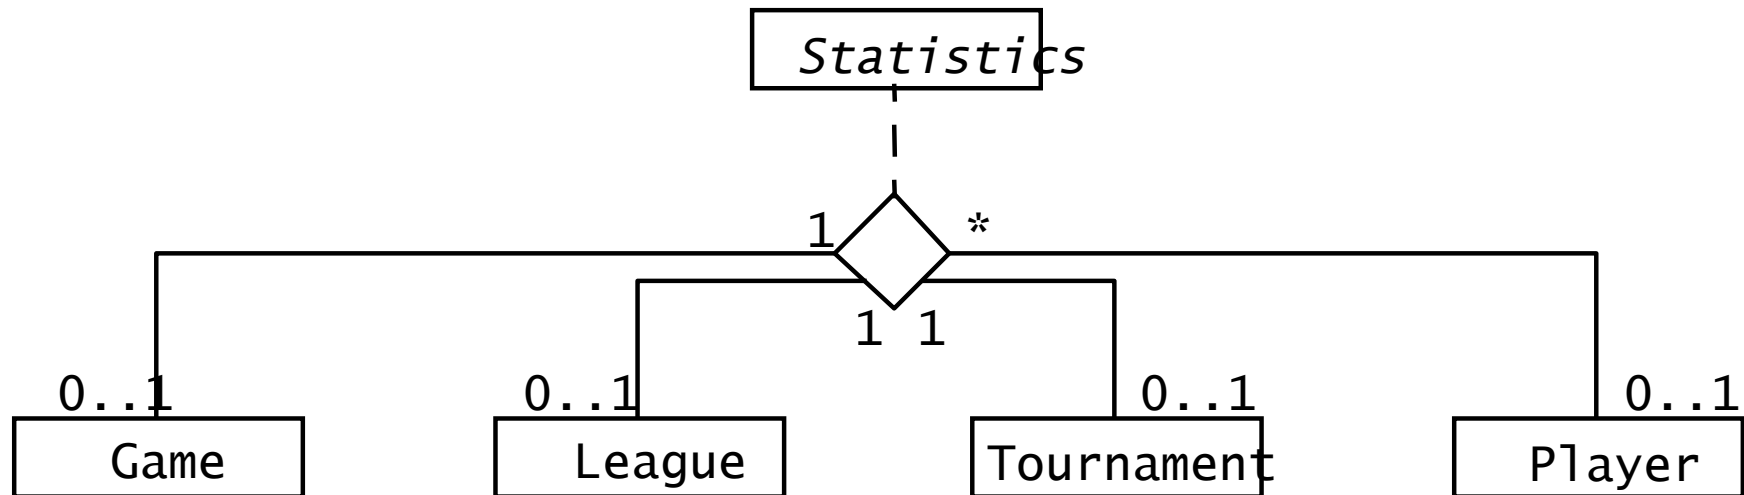 Statistics
1 *
1 1
0..1 0..1 0..1 0..1
Game League Tournament Player